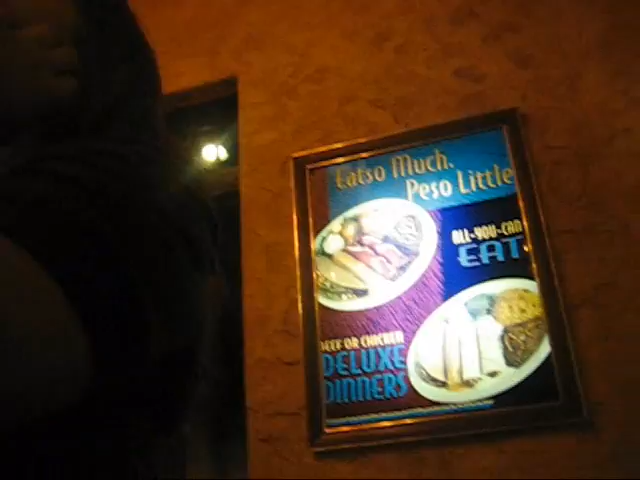 Eatso Much.
Peso Little
ALL-YOU-CAN
EAT
BEEF OR CHICKEN
DELUXE
DINNERS